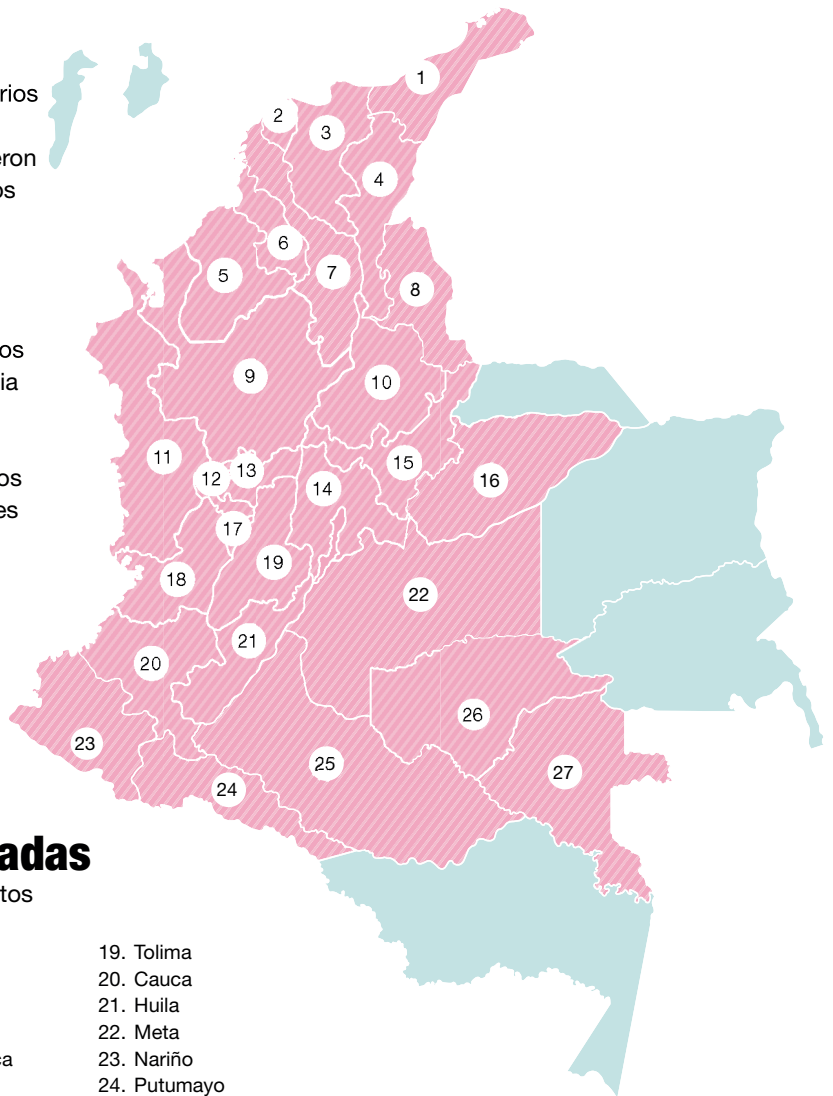 rios
eron
os
os
ia
os
es
1
2
3
4
5
6
7
8
9
10
11
12
13
14
15
16
17
18
19
20
21
22
23
24
25
26
27
adas
tos
ca
19. Tolima
20. Cauca
21. Huila
22. Meta
23. Nariño
24. Putumayo